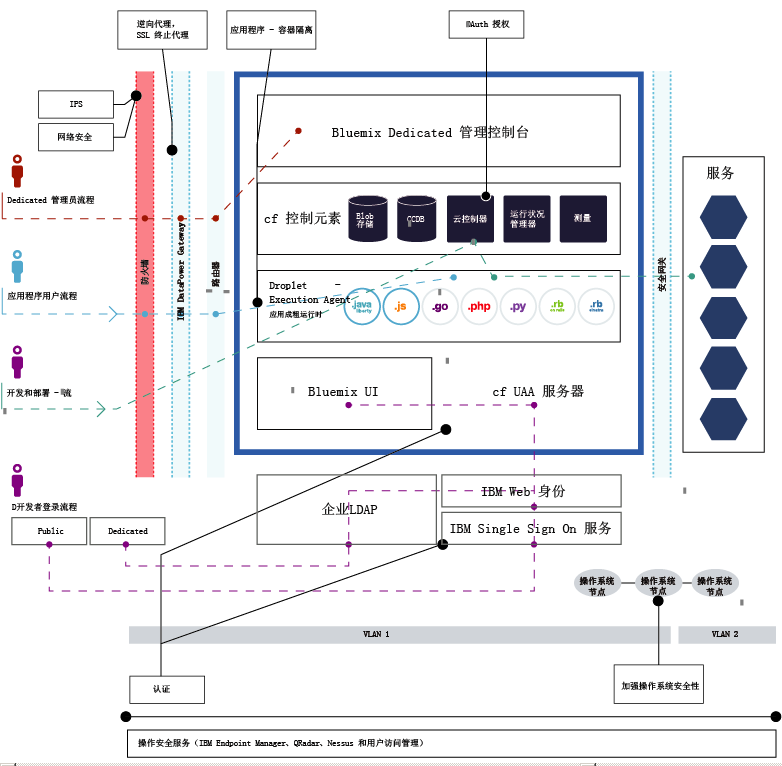 逆向代理，
SSL 终止代理
应用程序 - 容器隔离
OAuth 授权
IPS
网络安全
Bluemix Dedicated 管理控制台
服务
Dedicated 管理员流程
cf 控制元素
Blob
存储
CCDB
云控制器
运行状况
管理器
测量
防火墙
IBM DataPower Gateway
路由器
安全网关
应用程序用户流程
Droplet -
Execution Agent
应用成租运行时
java
liberty
.js
.go
.php
.py
.rb
.rb
sinatra
开发和部署 -
Bluemix UI
cf UAA 服务器
D开发者登录流程
Public
Dedicated
企业LDAP
IBM Web 身份
IBM Single Sign On 服务
操作系统
节点
操作系统
节点
操作系统
节点
VLAN 1
VLAN 2
认证
加强操作系统安全性
操作安全服务（IBM Endpoint Manager、QRadar、Nessus 和用户访问管理）